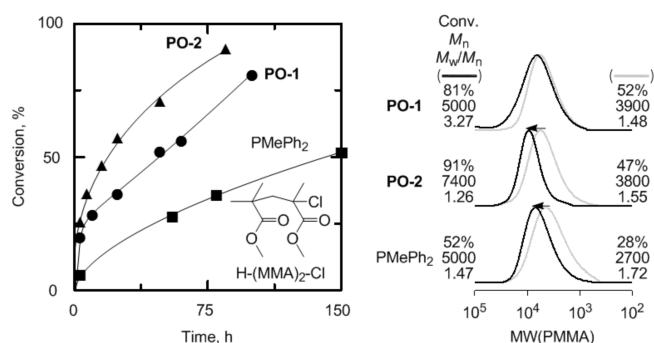 100
50
0
Conversion, %
0
75
150
Time, h
PO-2
PO-1
PMePh2
Cl
O
O
O
O
H-(MMA)2-Cl
Conv.
Mn
Mw/Mn
( )
( )
PO-1
81%
5000
3.27
52%
3900
1.48
PO-2
91%
7400
1.26
47%
3800
1.55
PMePh2
52%
5000
1.47
28%
2700
1.72
10^5
10^4
10^3
10^2
MW(PMMA)